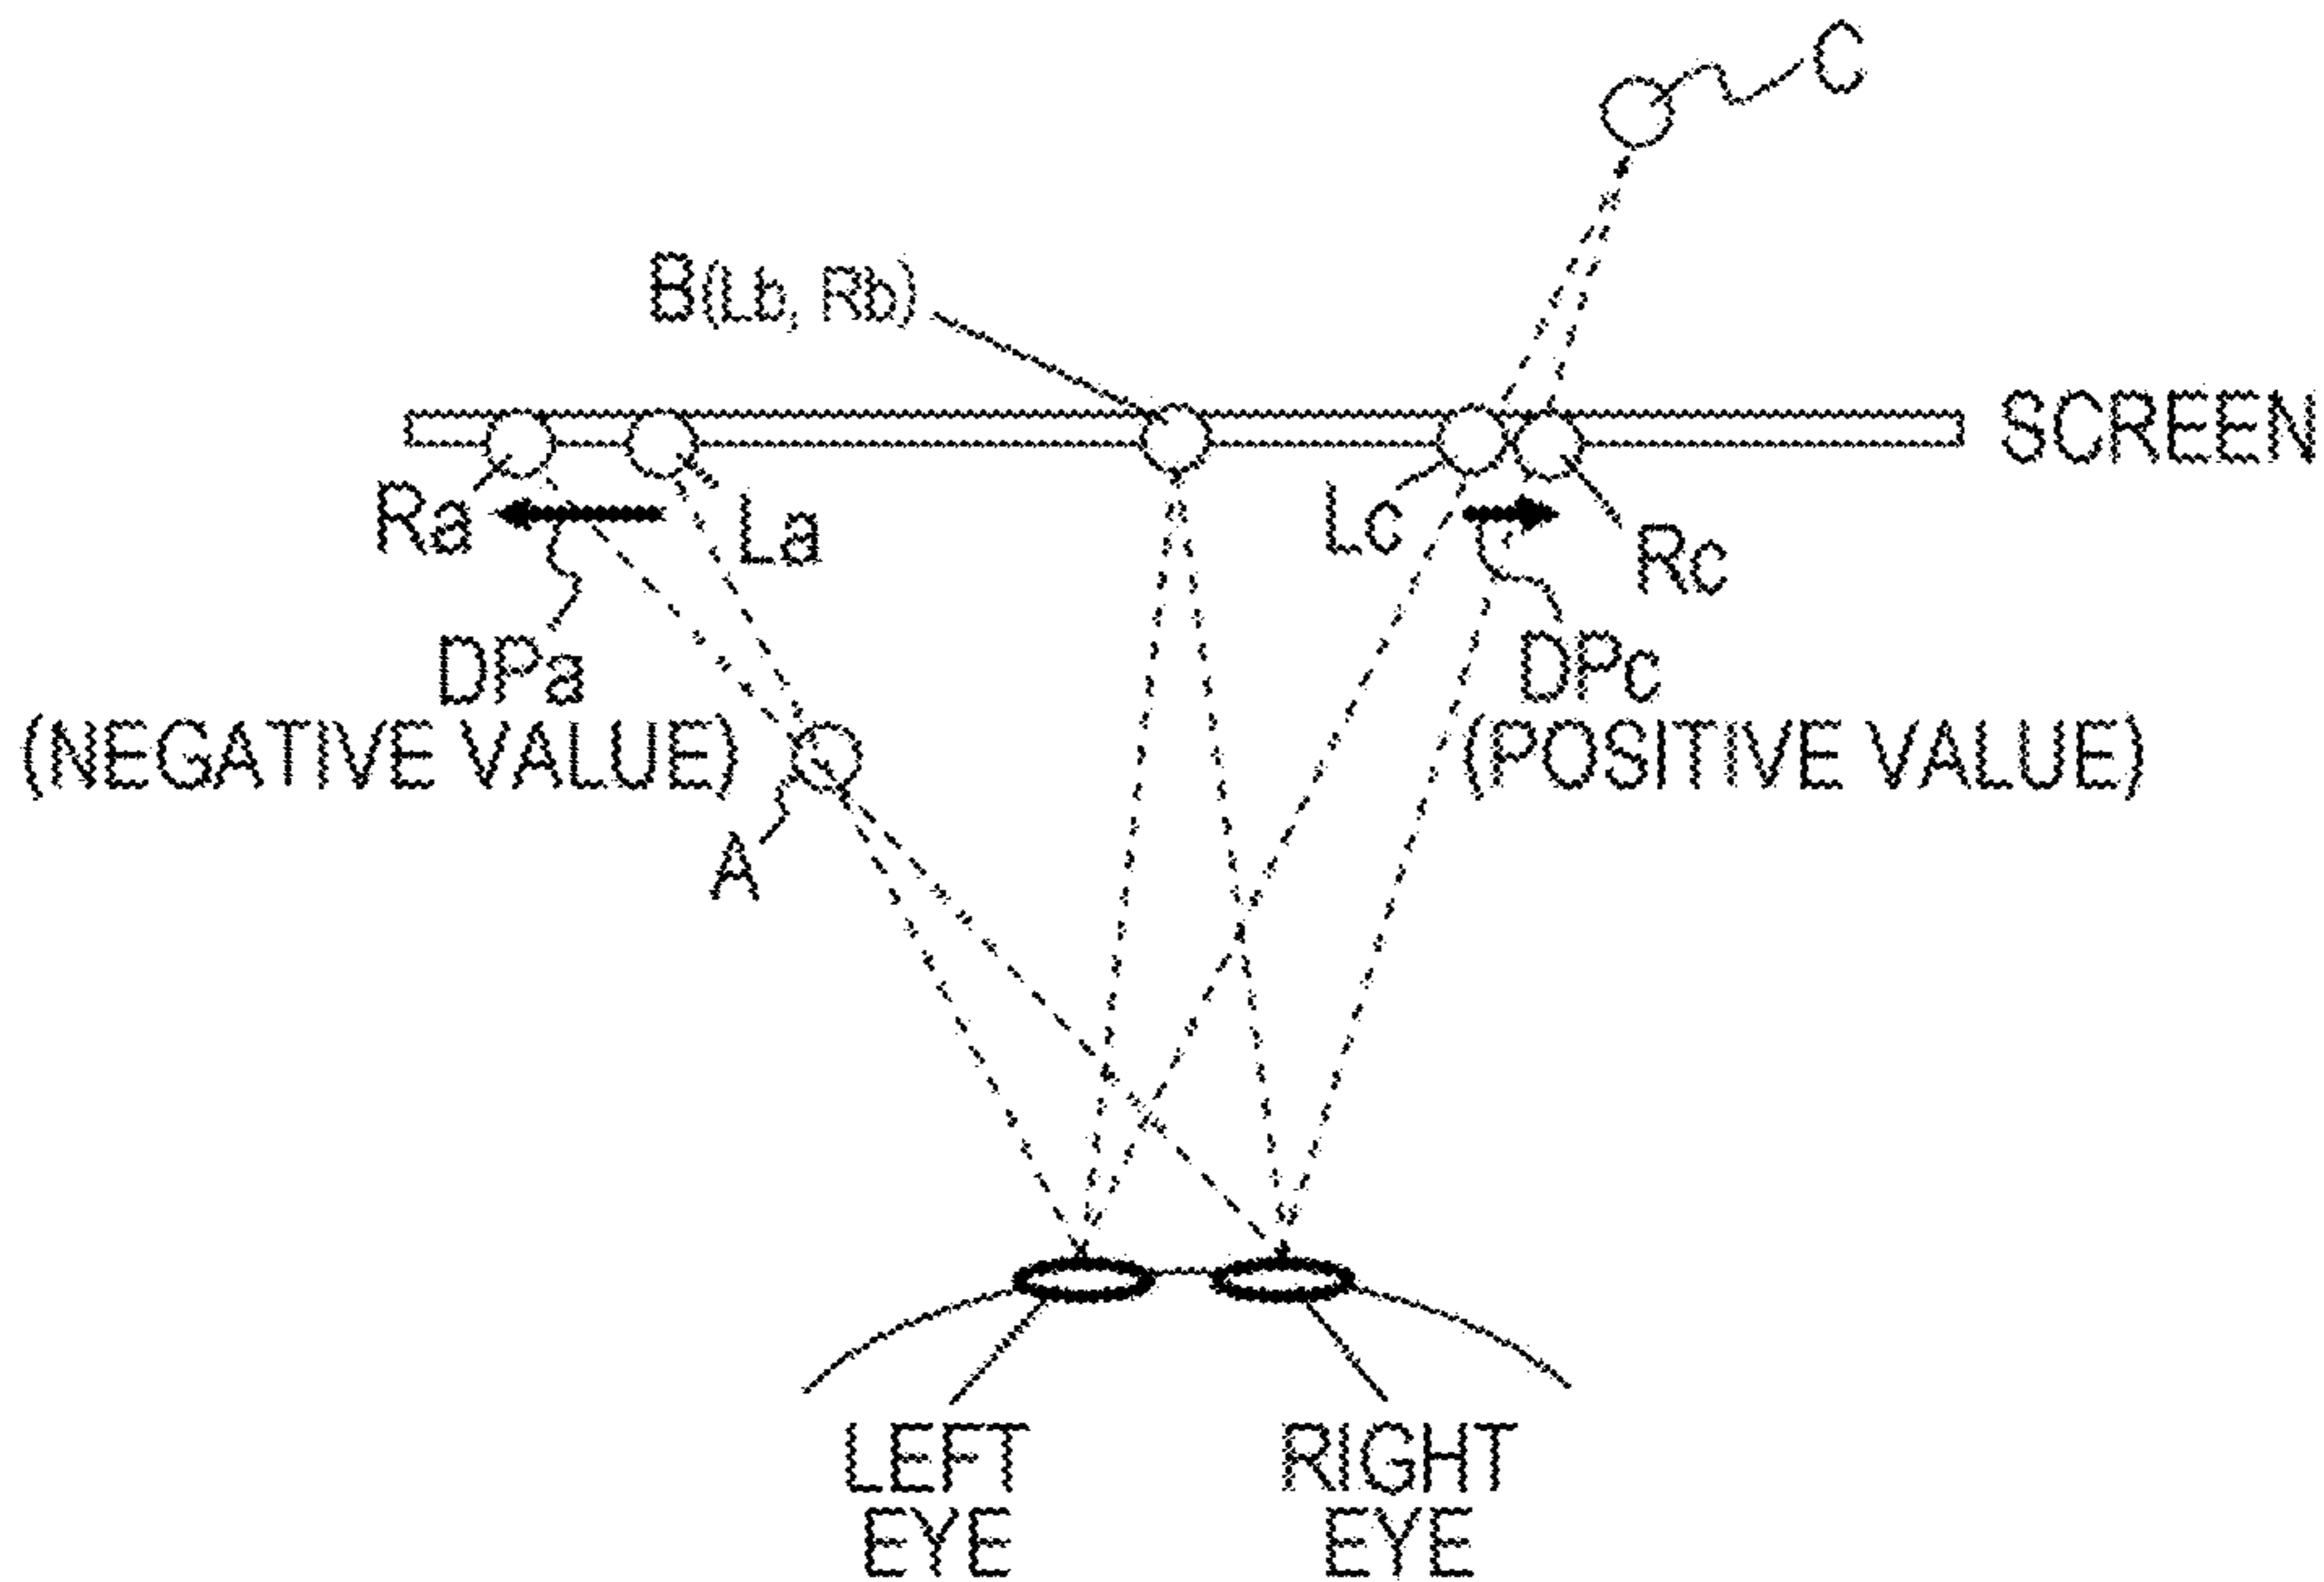 C
B(Lb, Rb)
SCREEN
Ra
La
Lc
Rc
DPa
(NEGATIVE VALUE)
DPc
(POSITIVE VALUE)
A
LEFT
EYE
RIGHT
EYE